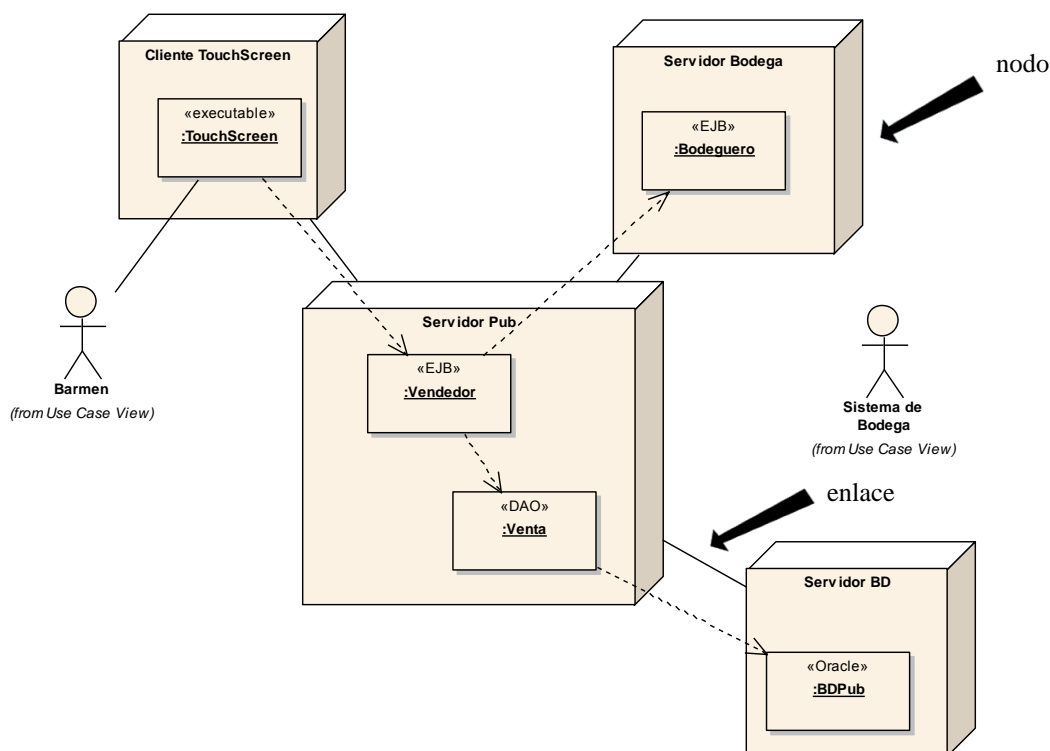 Cliente TouchScreen
«executable»
:TouchScreen
Servidor Bodega
«EJB»
:Bodeguero
nodo
Barmen
(from Use Case View)
Servidor Pub
«EJB»
:Vendedor
«DAO»
:Venta
Sistema de
Bodega
(from Use Case View)
enlace
Servidor BD
«Oracle»
:BDPub